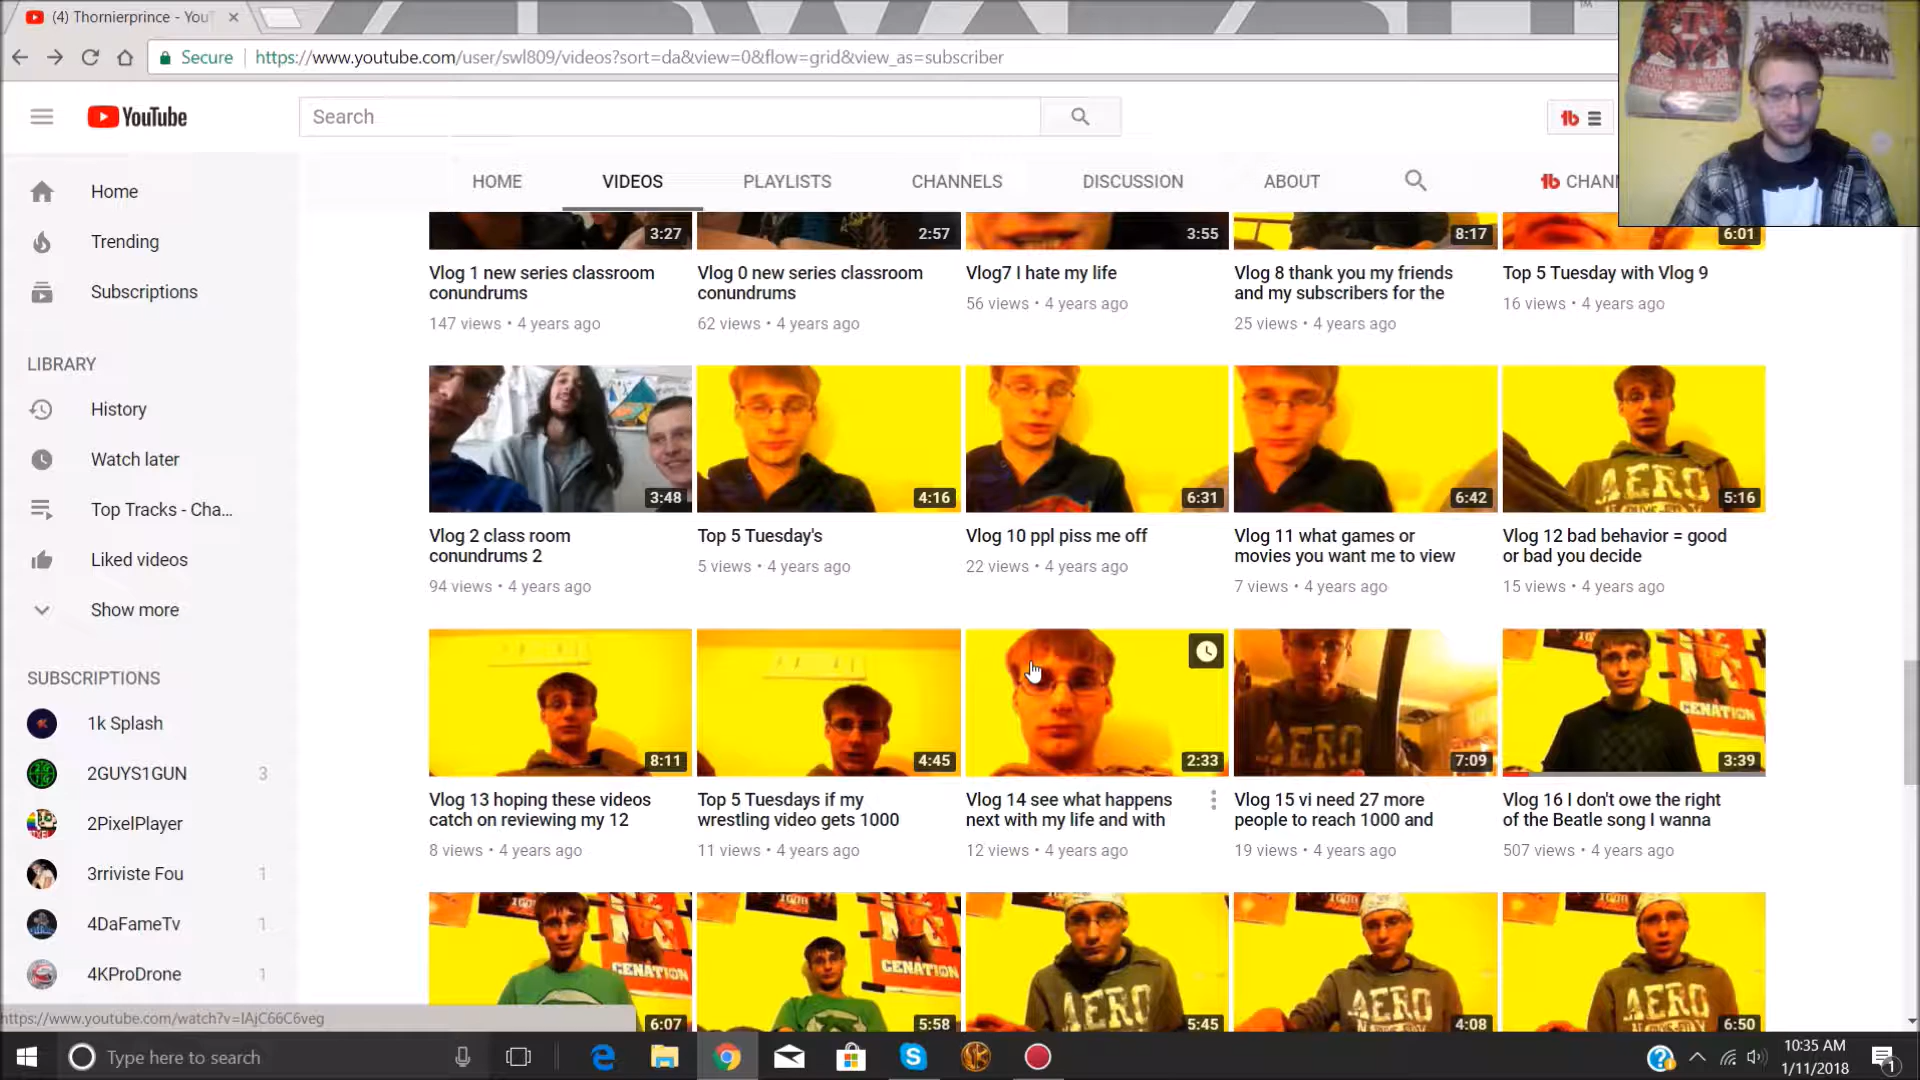 (4) Thornierprince - You
Secure https://www.youtube.com/user/swl809/videos?sort=da&view=0&flow=grid&view_as=subscriber
YouTube
Search
HOME VIDEOS PLAYLISTS CHANNELS DISCUSSION ABOUT CHANN
Home
Trending
Subscriptions
LIBRARY
History
Watch later
Top Tracks - Cha...
Liked videos
Show more
SUBSCRIPTIONS
1k Splash
2GUYS1GUN 3
2PixelPlayer
3rriviste Fou 1
4DaFameTv 1
4KProDrone 1
3:27 2:57 3:55 8:17 6:01
Vlog 1 new series classroom
conundrums
147 views • 4 years ago
Vlog 0 new series classroom
conundrums
62 views • 4 years ago
Vlog7 I hate my life
56 views • 4 years ago
Vlog 8 thank you my friends
and my subscribers for the
25 views • 4 years ago
Top 5 Tuesday with Vlog 9
16 views • 4 years ago
AERO
3:48 4:16 6:31 6:42 5:16
Vlog 2 class room
conundrums 2
94 views • 4 years ago
Top 5 Tuesday's
5 views • 4 years ago
Vlog 10 ppl piss me off
22 views • 4 years ago
Vlog 11 what games or
movies you want me to view
7 views • 4 years ago
Vlog 12 bad behavior = good
or bad you decide
15 views • 4 years ago
AERO
CENATION
8:11 4:45 2:33 7:09 3:39
Vlog 13 hoping these videos
catch on reviewing my 12
8 views • 4 years ago
Top 5 Tuesdays if my
wrestling video gets 1000
11 views • 4 years ago
Vlog 14 see what happens
next with my life and with
12 views • 4 years ago
Vlog 15 vi need 27 more
people to reach 1000 and
19 views • 4 years ago
Vlog 16 I don't owe the right
of the Beatle song I wanna
507 views • 4 years ago
CENATION CENATION AERO AERO AERO
6:07 5:58 5:45 4:08 6:50
https://www.youtube.com/watch?v=lAjC66C6veg
Type here to search
10:35 AM
1/11/2018
1